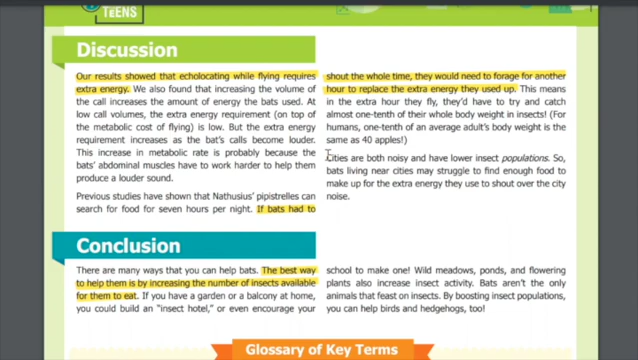 TEENS
Discussion
Our results showed that echolocating while flying requires
extra energy. We also found that increasing the volume of
the call increases the amount of energy the bats used. At
low call volumes, the extra energy requirement (on top of
the metabolic cost of flying) is low. But the extra energy
requirement increases as the bat's calls become louder.
This increase in metabolic rate is probably because the
bats' abdominal muscles have to work harder to help them
produce a louder sound.
Previous studies have shown that Nathusius' pipistrelles can
search for food for seven hours per night. If bats had to
shout the whole time, they would need to forage for another
hour to replace the extra energy they used up. This means
in the extra hour they fly, they'd have to try and catch
almost one-tenth of their whole body weight in insects! (For
humans, one-tenth of an average adult's body weight is the
same as 40 apples!)
Cities are both noisy and have lower insect populations. So,
bats living near cities may struggle to find enough food to
make up for the extra energy they use to shout over the city
noise.
Conclusion
There are many ways that you can help bats. The best way
to help them is by increasing the number of insects available
for them to eat. If you have a garden or a balcony at home,
you could build an "insect hotel," or even encourage your
school to make one! Wild meadows, ponds, and flowering
plants also increase insect activity. Bats aren't the only
animals that feast on insects. By boosting insect populations,
you can help birds and hedgehogs, too!
Glossary of Key Terms